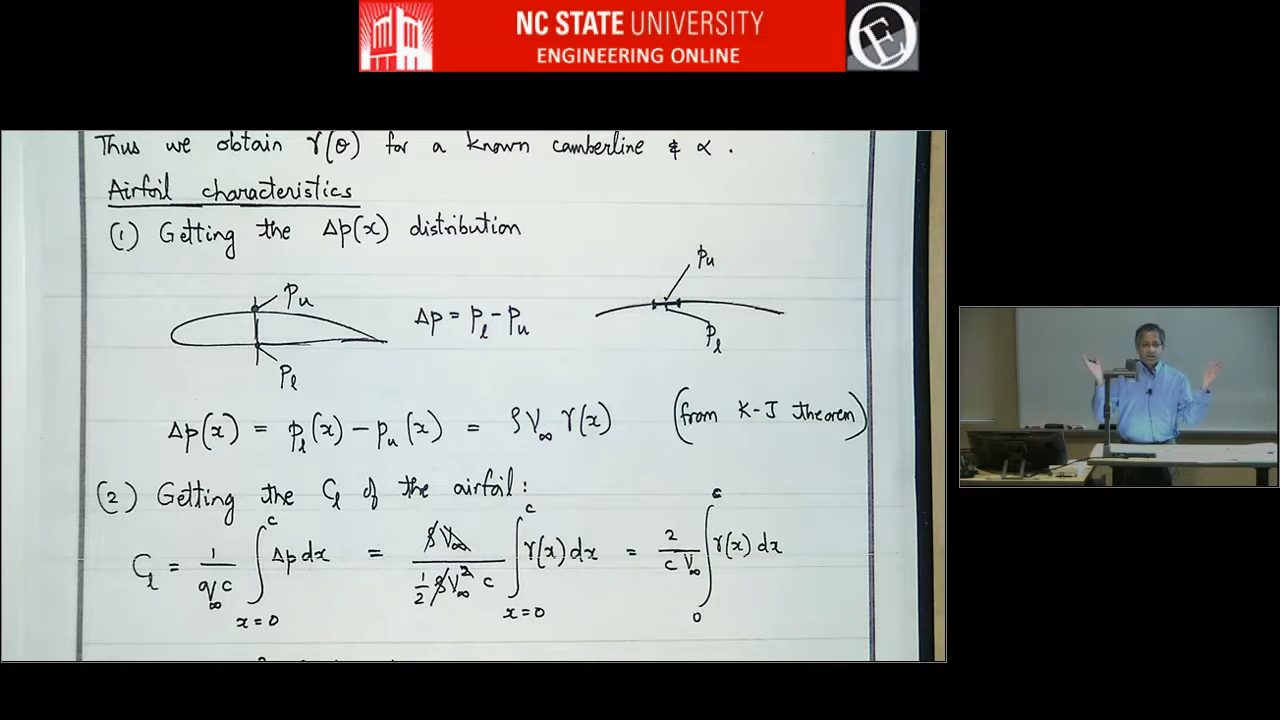 NC STATE UNIVERSITY
ENGINEERING ONLINE
E
Thus we obtain γ(θ) for a known camberline & α .
Airfoil characteristics
(1) Getting the Δp(x) distribution
pu
pl
Δp = pl - pu
pu
pl
Δp(x) = pl(x) - pu(x) = ρV∞ γ(x) (from K-J theorem)
(2) Getting the Cl of the airfoil:
Cl = 1/(q∞ c) ∫_{x=0}^{c} Δp dx = ρV∞/(½ρV∞² c) ∫_{x=0}^{c} γ(x) dx = 2/(c V∞) ∫_0^c γ(x) dx